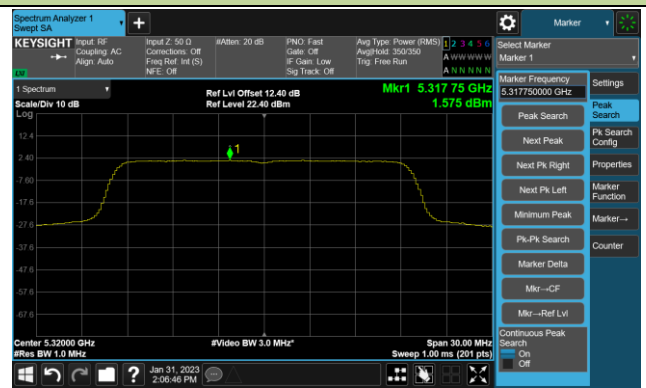 Spectrum Analyzer 1
Swept SA
Marker
KEYSIGHT
Input: RF
Coupling: AC
Align: Auto
Input Z: 50 Ω
Corrections: Off
Freq Ref: Int (S)
NFE: Off
#Atten: 20 dB
PNO: Fast
Gate: Off
IF Gain: Low
Sig Track: Off
Avg Type: Power (RMS)
Avg|Hold: 350/350
Trig: Free Run
1 2 3 4 5 6
A W W W W W
A N N N N N
Select Marker
Marker 1
1 Spectrum
Scale/Div 10 dB
Log
Ref Lvl Offset 12.40 dB
Ref Level 22.40 dBm
Mkr1 5.317 75 GHz
1.575 dBm
12.4
2.40
-7.60
-17.6
-27.6
-37.6
-47.6
-57.6
-67.6
1
Center 5.32000 GHz
#Res BW 1.0 MHz
#Video BW 3.0 MHz*
Span 30.00 MHz
Sweep 1.00 ms (201 pts)
Marker Frequency
5.317750000 GHz
Peak Search
Next Peak
Next Pk Right
Next Pk Left
Minimum Peak
Pk-Pk Search
Marker Delta
Mkr→CF
Mkr→Ref Lvl
Continuous Peak
Search
On
Off
Settings
Peak
Search
Pk Search
Config
Properties
Marker
Function
Marker→
Counter
Jan 31, 2023
2:06:46 PM